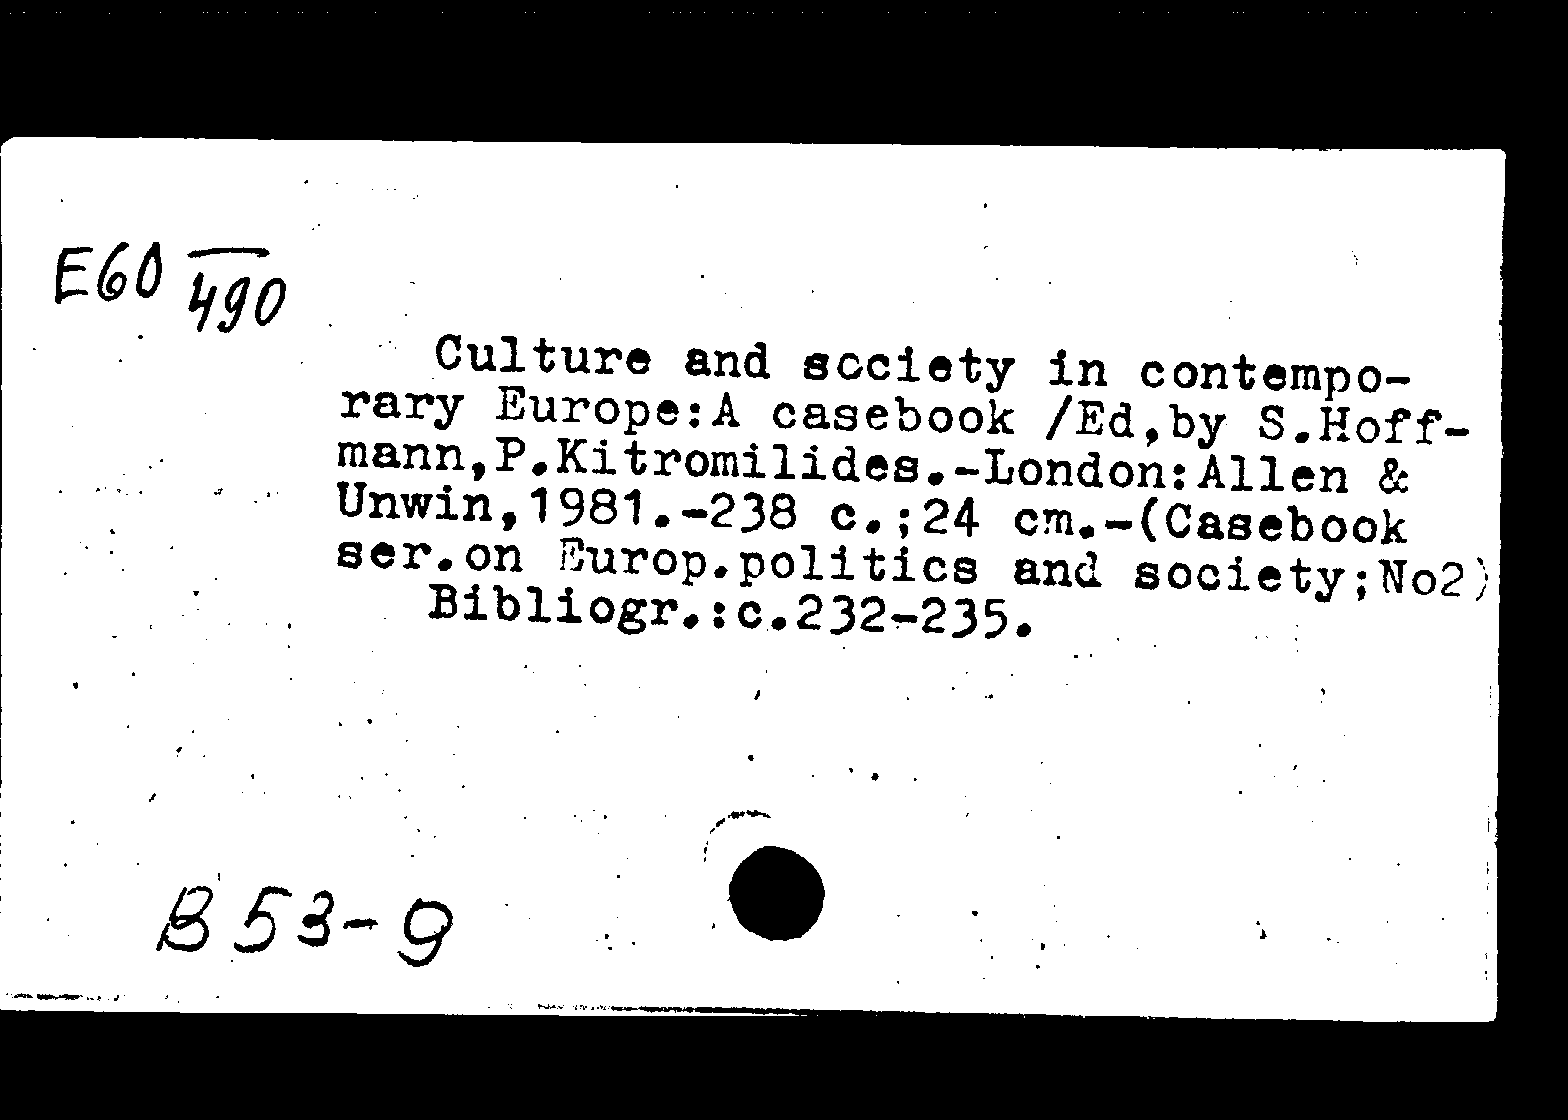 E60 490
Culture and society in contempo-
rary Europe:A casebook /Ed,by S.Hoff-
mann,P.Kitromilides.-London:Allen &
Unwin,1981.-238 c.;24 cm.-(Casebook
ser.on Europ.politics and society;No2)
Bibliogr.:c.232-235.
B53-9